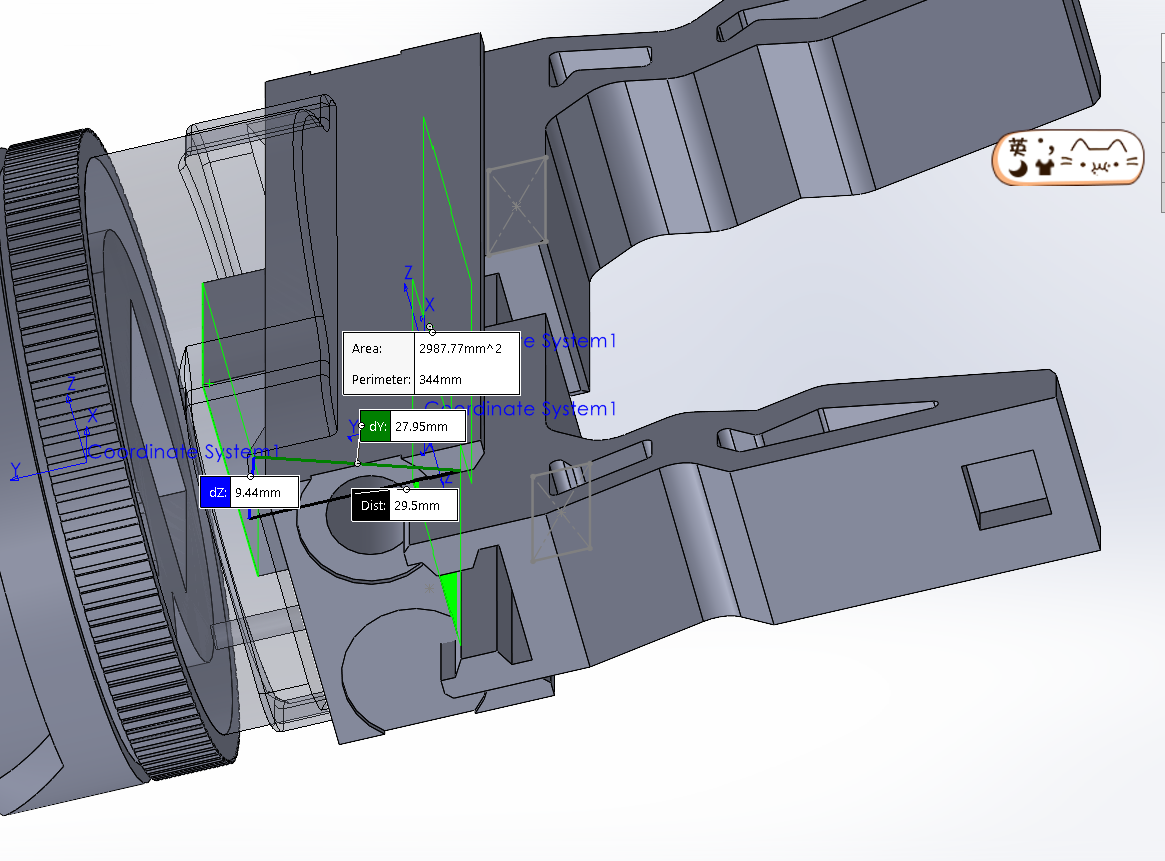 英
Z
X
Area: 2987.77mm^2
e System1
Perimeter: 344mm
Z
X
Coordinate System1
Y
dY: 27.95mm
Coordinate System1
Y
Z
dZ: 9.44mm
Dist: 29.5mm